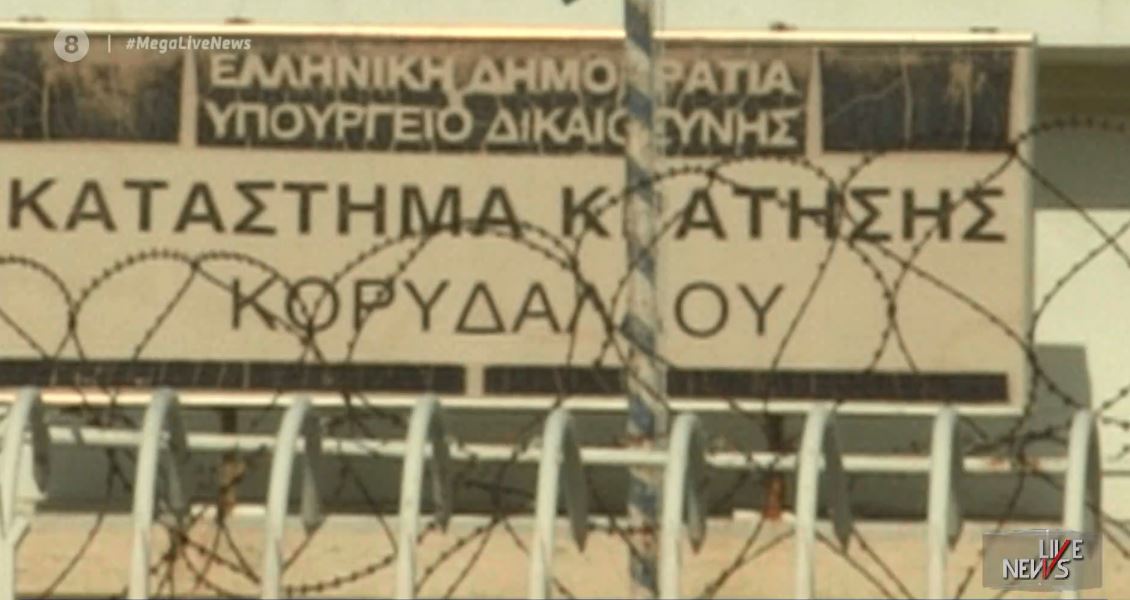 8 | #MegaLiveNews
ΕΛΛΗΝΙΚΗ ΔΗΜΟΚΡΑΤΙΑ
ΥΠΟΥΡΓΕΙΟ ΔΙΚΑΙΟΣΥΝΗΣ
ΚΑΤΑΣΤΗΜΑ ΚΡΑΤΗΣΗΣ
ΚΟΡΥΔΑΛΛΟΥ
LIVE
NEWS